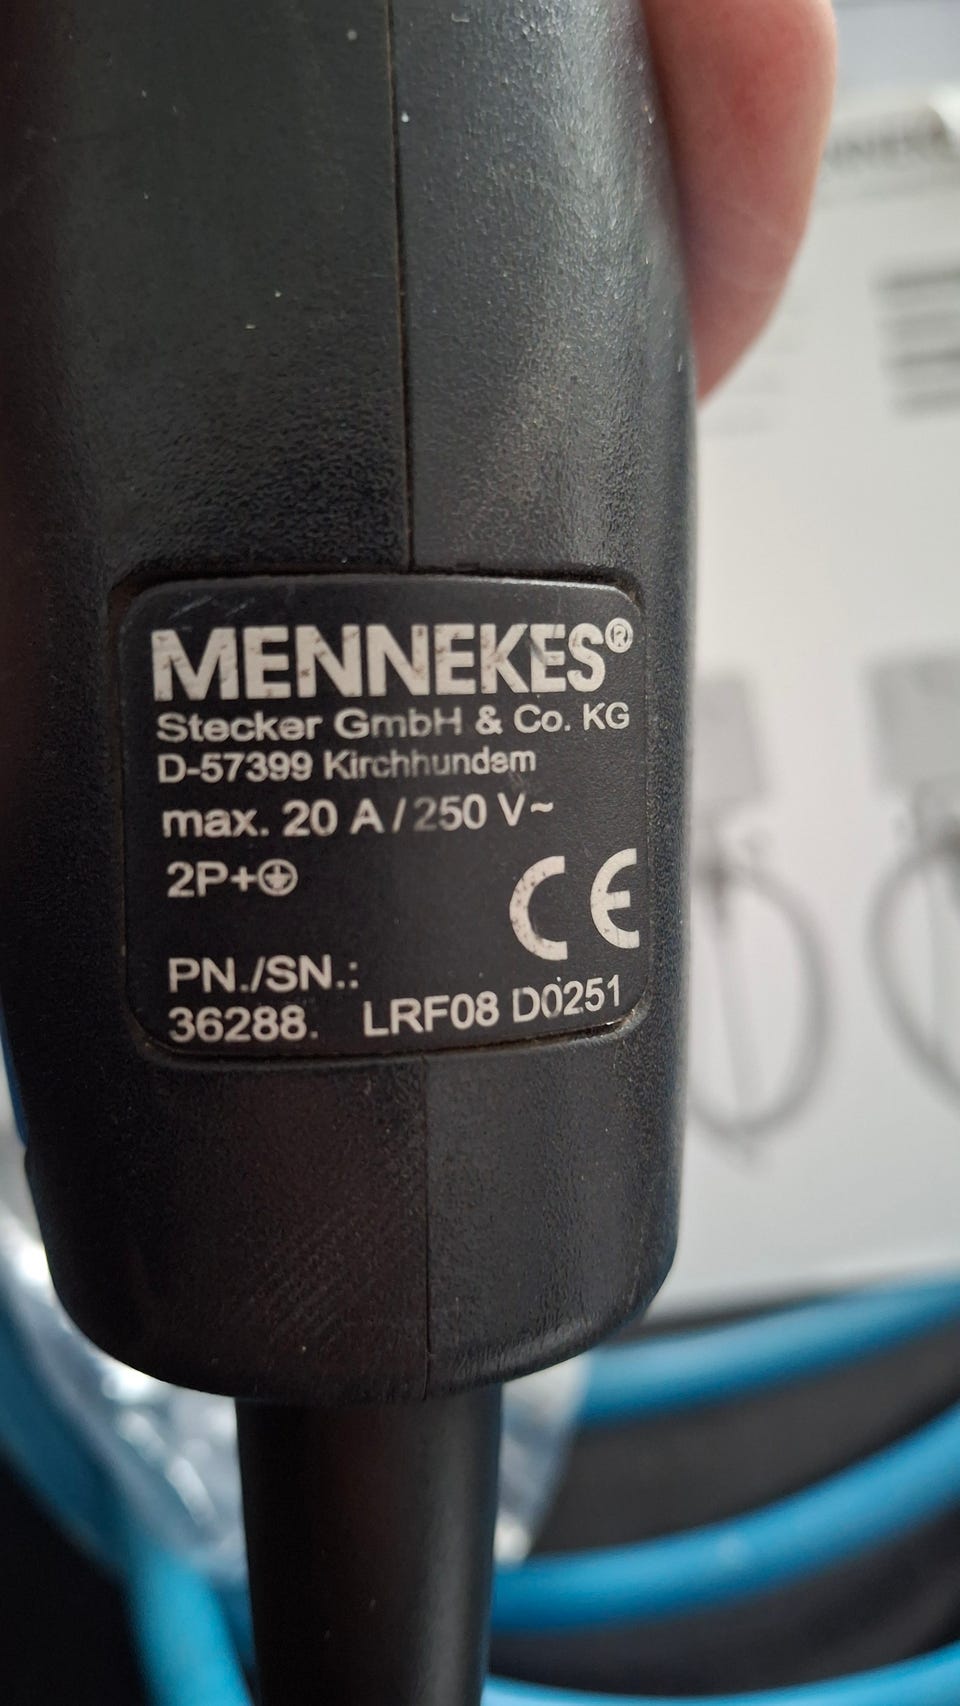 MENNEKES®
Stecker GmbH & Co. KG
D-57399 Kirchhundem
max. 20 A / 250 V~
2P+⏚
CE
PN./SN.:
36288. LRF08 D0251